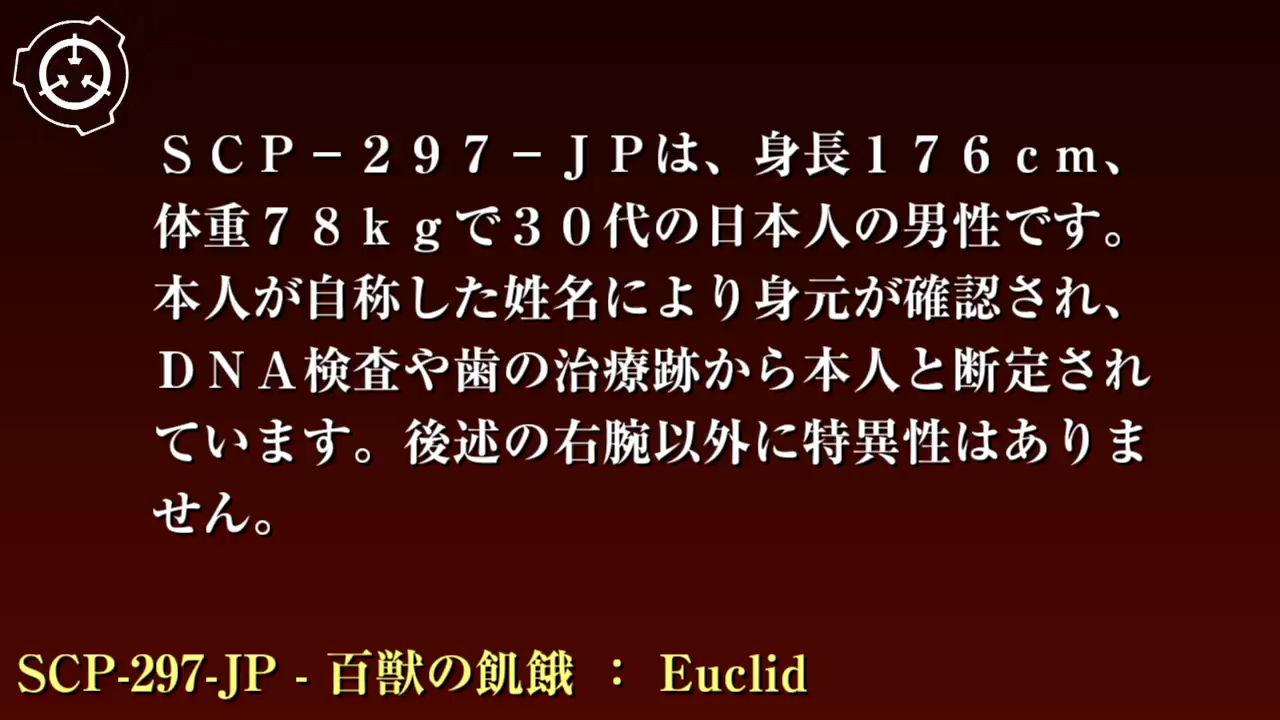 SCP-297-JPは、身長176cm、
体重78kgで30代の日本人の男性です。
本人が自称した姓名により身元が確認され、
DNA検査や歯の治療跡から本人と断定され
ています。後述の右腕以外に特異性はありま
せん。
SCP-297-JP - 百獣の飢餓 : Euclid